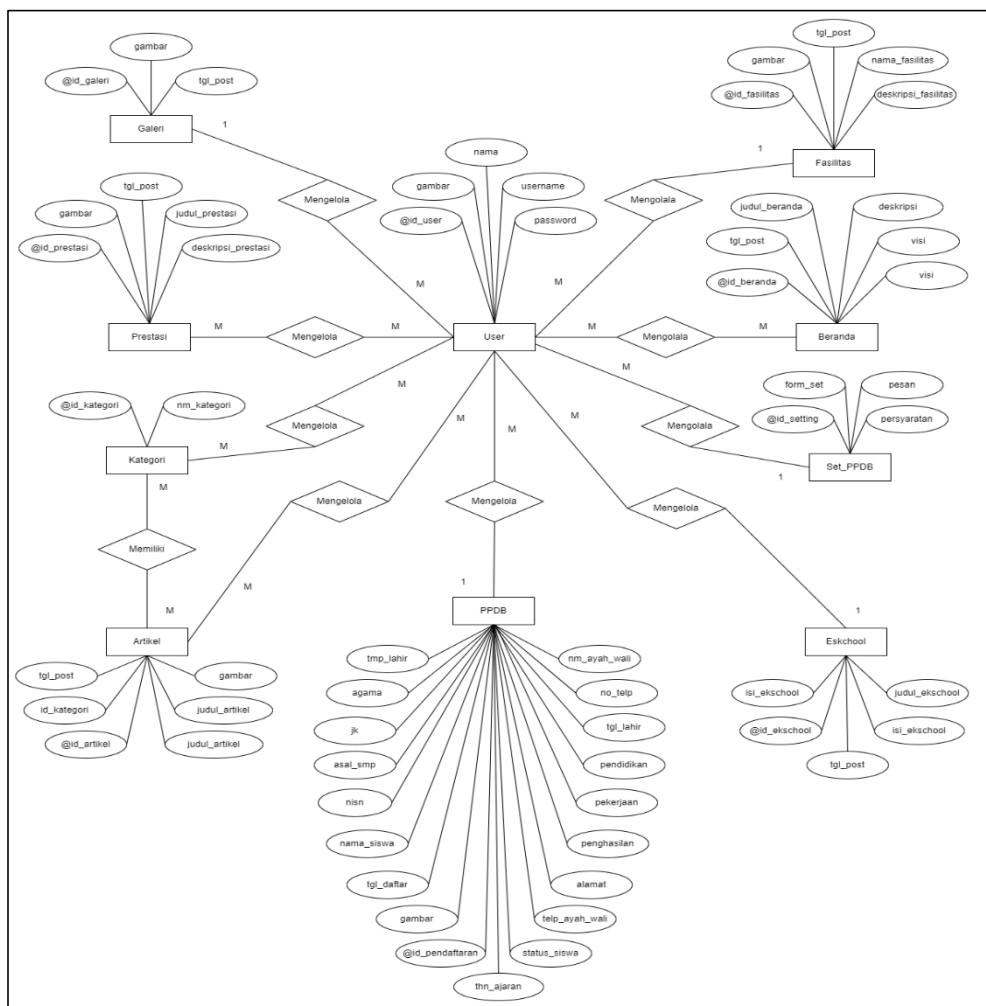 gambar
@id_galeri
tgl_post
Galeri
1
Mengelola
M
tgl_post
gambar
nama_fasilitas
@id_fasilitas
deskripsi_fasilitas
Fasilitas
1
Mengolala
M
nama
gambar
username
@id_user
password
User
tgl_post
gambar
judul_prestasi
@id_prestasi
deskripsi_prestasi
Prestasi
M
Mengelola
M
judul_beranda
deskripsi
tgl_post
visi
@id_beranda
visi
Beranda
M
Mengolala
M
@id_kategori
nm_kategori
Kategori
M
Mengelola
M
form_set
pesan
@id_setting
persyaratan
Set_PPDB
1
Mengolala
M
M
Memiliki
M
M
Mengelola
M
M
Mengelola
1
M
Mengelola
1
Artikel
tgl_post
gambar
id_kategori
judul_artikel
@id_artikel
judul_artikel
PPDB
tmp_lahir
nm_ayah_wali
agama
no_telp
jk
tgl_lahir
asal_smp
pendidikan
nisn
pekerjaan
nama_siswa
penghasilan
tgl_daftar
alamat
gambar
telp_ayah_wali
@id_pendaftaran
status_siswa
thn_ajaran
Eskchool
isi_ekschool
judul_ekschool
@id_ekschool
isi_ekschool
tgl_post